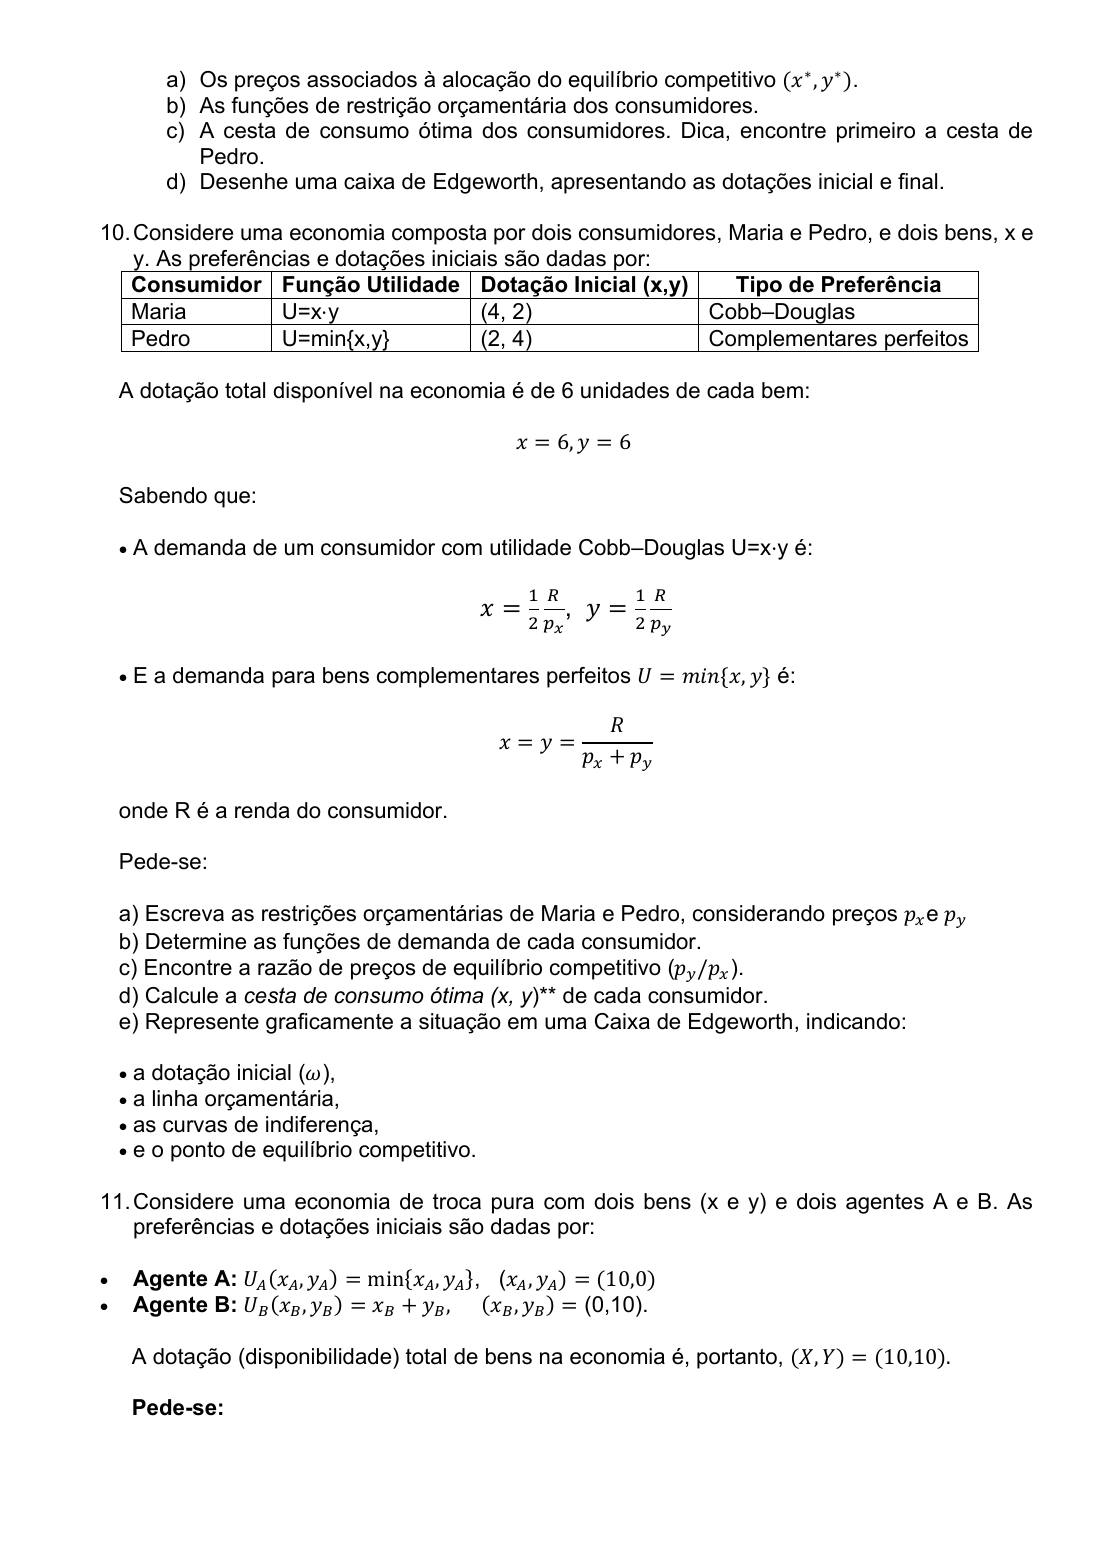 a) Os preços associados à alocação do equilíbrio competitivo (x*, y*).
b) As funções de restrição orçamentária dos consumidores.
c) A cesta de consumo ótima dos consumidores. Dica, encontre primeiro a cesta de
Pedro.
d) Desenhe uma caixa de Edgeworth, apresentando as dotações inicial e final.
10. Considere uma economia composta por dois consumidores, Maria e Pedro, e dois bens, x e
y. As preferências e dotações iniciais são dadas por:
Consumidor Função Utilidade Dotação Inicial (x,y) Tipo de Preferência
Maria U=x·y (4, 2) Cobb–Douglas
Pedro U=min{x,y} (2, 4) Complementares perfeitos
A dotação total disponível na economia é de 6 unidades de cada bem:
x = 6, y = 6
Sabendo que:
• A demanda de um consumidor com utilidade Cobb–Douglas U=x·y é:
x = 1/2 R/pₓ, y = 1/2 R/p_y
• E a demanda para bens complementares perfeitos U = min{x, y} é:
x = y = R/(pₓ + p_y)
onde R é a renda do consumidor.
Pede-se:
a) Escreva as restrições orçamentárias de Maria e Pedro, considerando preços pₓ e p_y
b) Determine as funções de demanda de cada consumidor.
c) Encontre a razão de preços de equilíbrio competitivo (p_y/pₓ).
d) Calcule a cesta de consumo ótima (x, y)** de cada consumidor.
e) Represente graficamente a situação em uma Caixa de Edgeworth, indicando:
• a dotação inicial (ω),
• a linha orçamentária,
• as curvas de indiferença,
• e o ponto de equilíbrio competitivo.
11. Considere uma economia de troca pura com dois bens (x e y) e dois agentes A e B. As
preferências e dotações iniciais são dadas por:
• Agente A: U_A(x_A, y_A) = min{x_A, y_A}, (x_A, y_A) = (10,0)
• Agente B: U_B(x_B, y_B) = x_B + y_B, (x_B, y_B) = (0,10).
A dotação (disponibilidade) total de bens na economia é, portanto, (X, Y) = (10,10).
Pede-se: